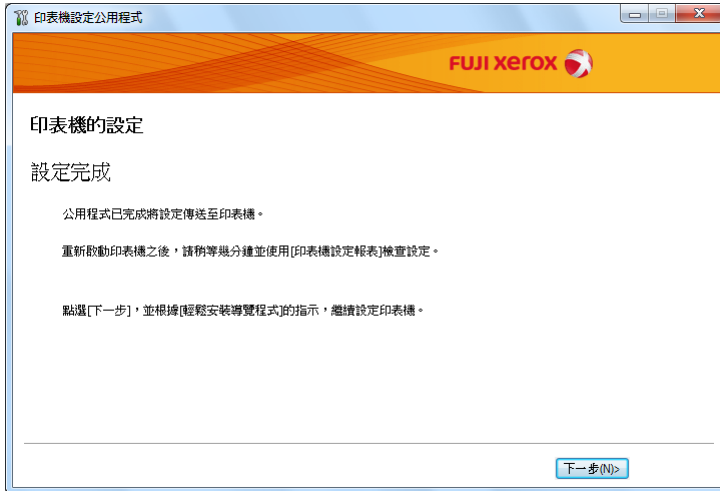 印表機設定公用程式
FUJI xerox
印表機的設定
設定完成
公用程式已完成將設定傳送至印表機。
重新啟動印表機之後，請稍等幾分鐘並使用[印表機設定報表]檢查設定。
點選[下一步]，並根據[輕鬆安裝導覽程式]的指示，繼續設定印表機。
下一步(N)>